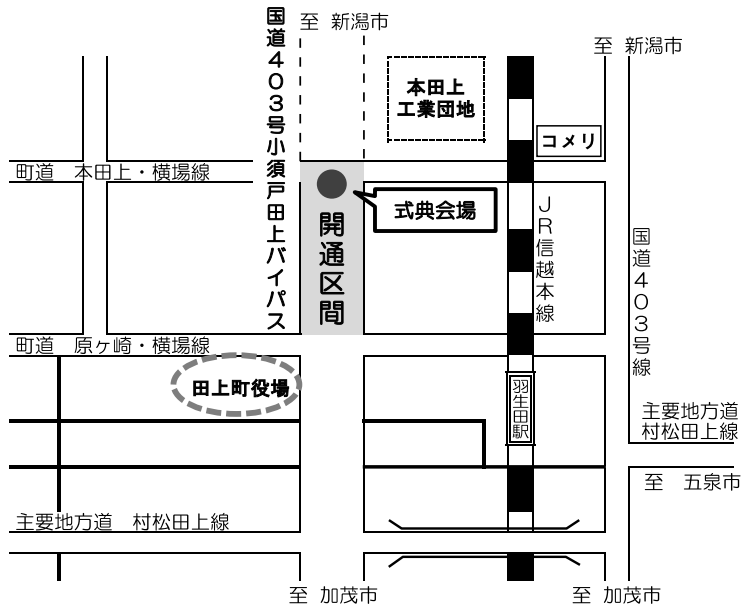 国道403号小須戸田上バイパス
至 新潟市
至 新潟市
本田上
工業団地
コメリ
町道 本田上・横場線
式典会場
開通区間
JR信越本線
国道403号線
町道 原ヶ崎・横場線
田上町役場
羽生田駅
主要地方道
村松田上線
至 五泉市
主要地方道 村松田上線
至 加茂市
至 加茂市